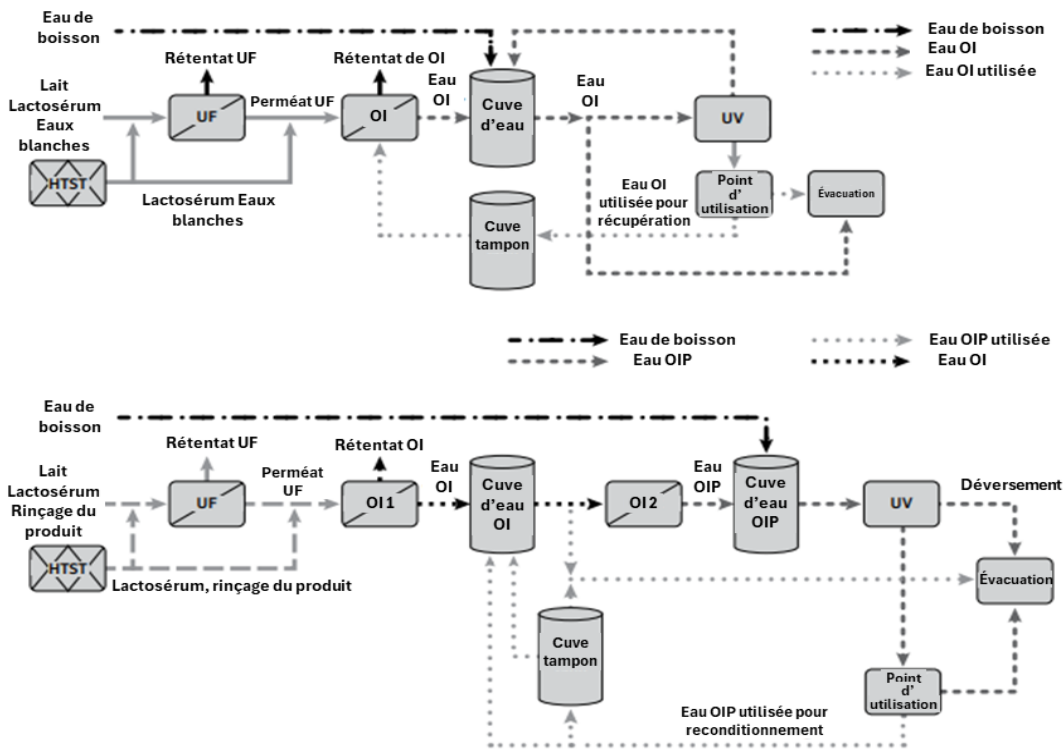 Eau de
boisson
Rétentat UF
Rétentat de OI
Eau
OI
Eau
OI
Eau de boisson
Eau OI
Eau OI utilisée
Lait
Lactosérum
Eaux
blanches
UF
Perméat UF
OI
Cuve
d'eau
UV
HTST
Lactosérum Eaux
blanches
Cuve
tampon
Eau OI
utilisée pour
récupération
Point
d'
utilisation
Évacuation
Eau de boisson
Eau OIP
Eau OIP utilisée
Eau OI
Eau de
boisson
Rétentat UF
Rétentat OI
Lait
Lactosérum
Rinçage du
produit
UF
Perméat
UF
OI1
Eau
OI
Cuve
d'eau
OI
OI2
Eau
OIP
Cuve
d'eau
OIP
UV
Déversement
HTST
Lactosérum, rinçage du produit
Évacuation
Cuve
tampon
Point
d'
utilisation
Eau OIP utilisée pour
reconditionnement